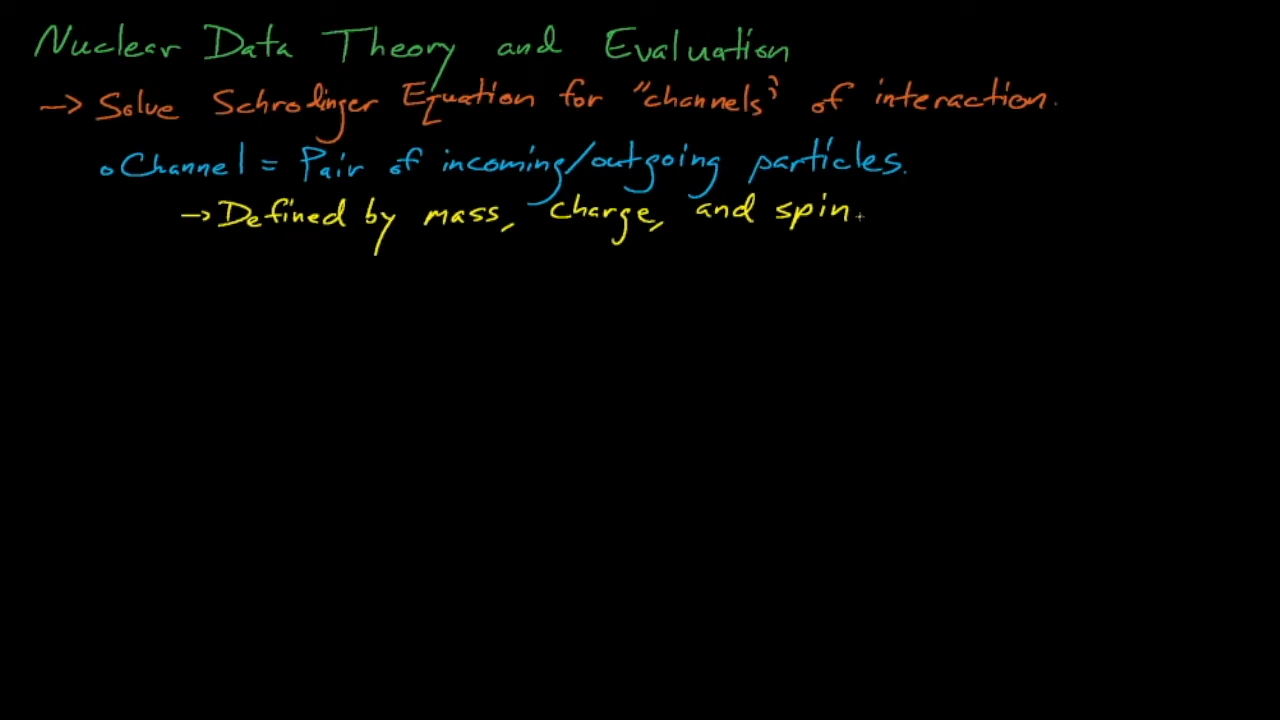 Nuclear Data Theory and Evaluation
-> Solve Schrodinger Equation for "channels" of interaction.
o Channel = Pair of incoming/outgoing particles.
-> Defined by mass, charge, and spin.